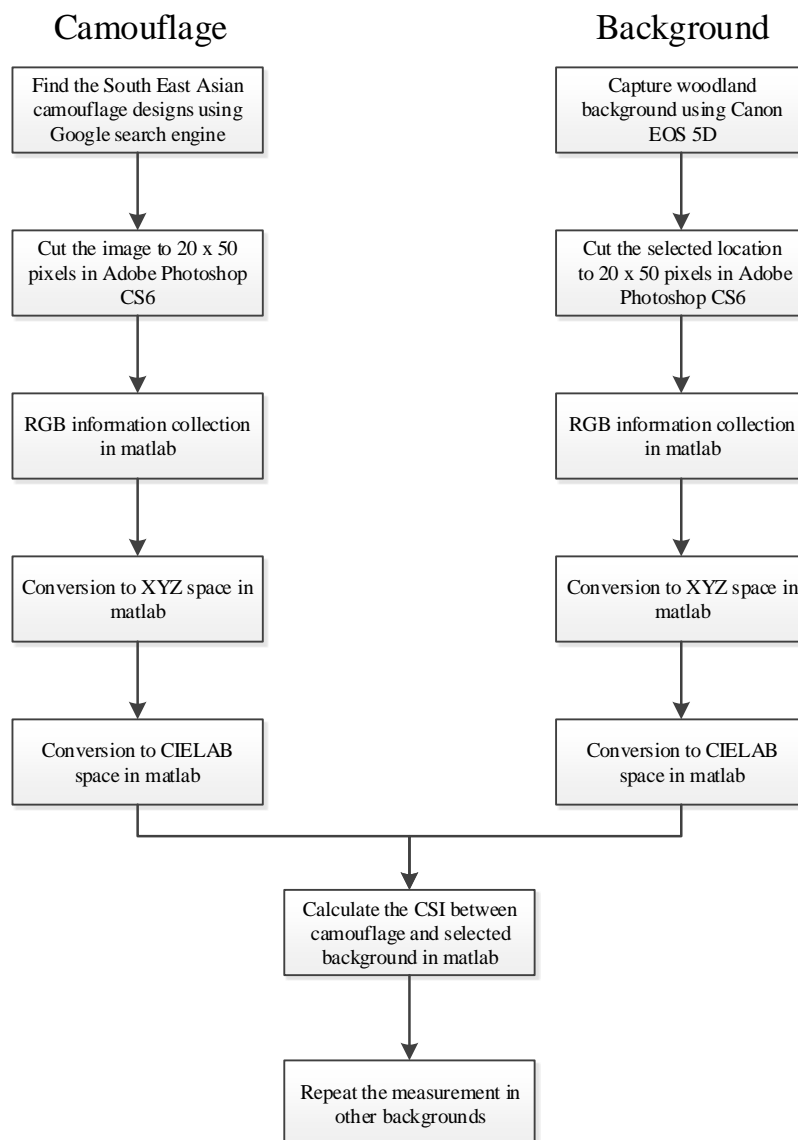 Camouflage
Find the South East Asian
camouflage designs using
Google search engine
Cut the image to 20 x 50
pixels in Adobe Photoshop
CS6
RGB information collection
in matlab
Conversion to XYZ space in
matlab
Conversion to CIELAB
space in matlab
Background
Capture woodland
background using Canon
EOS 5D
Cut the selected location
to 20 x 50 pixels in Adobe
Photoshop CS6
RGB information collection
in matlab
Conversion to XYZ space in
matlab
Conversion to CIELAB
space in matlab
Calculate the CSI between
camouflage and selected
background in matlab
Repeat the measurement in
other backgrounds